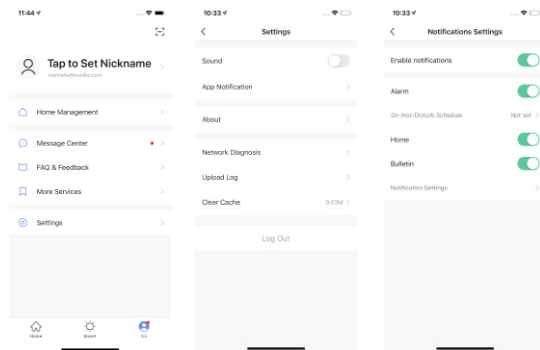 11:44
Tap to Set Nickname
michelle@media.com
Home Management
Message Center
FAQ & Feedback
More Services
Settings
Home
Smart
Me
10:33
Settings
Sound
App Notification
About
Network Diagnosis
Upload Log
Clear Cache
0.03M
Log Out
10:33
Notifications Settings
Enable notifications
Alarm
Do-Not-Disturb Schedule
Not set
Home
Bulletin
Notification Settings